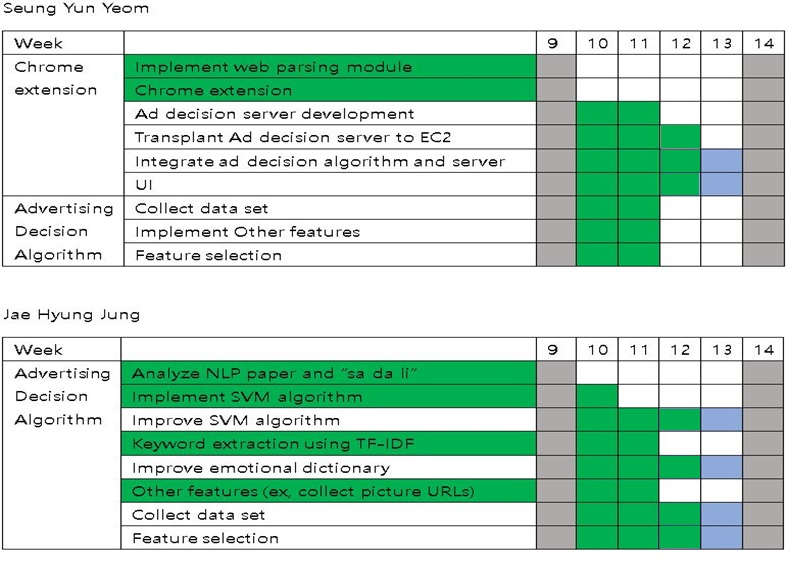 Seung Yun Yeom
Week 9 10 11 12 13 14
Chrome Implement web parsing module
extension Chrome extension
Ad decision server development
Transplant Ad decision server to EC2
Integrate ad decision algorithm and server
UI
Advertising Collect data set
Decision Implement Other features
Algorithm Feature selection
Jae Hyung Jung
Week 9 10 11 12 13 14
Advertising Analyze NLP paper and "sa da li"
Decision Implement SVM algorithm
Algorithm Improve SVM algorithm
Keyword extraction using TF-IDF
Improve emotional dictionary
Other features (ex, collect picture URLs)
Collect data set
Feature selection